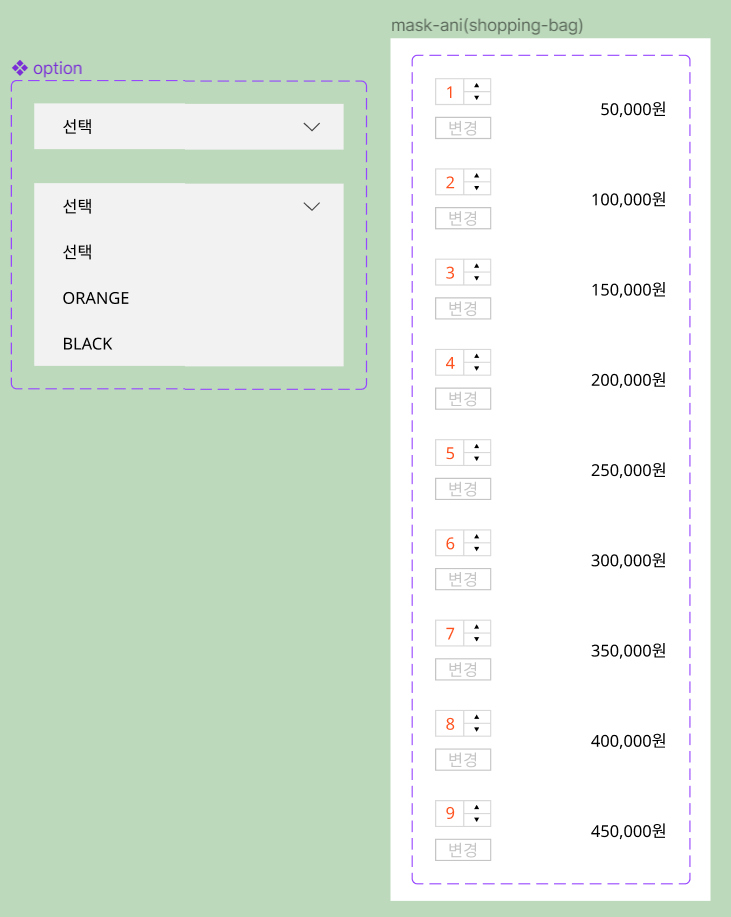 mask-ani(shopping-bag)
option
선택
선택
선택
ORANGE
BLACK
1
50,000원
변경
2
100,000원
변경
3
150,000원
변경
4
200,000원
변경
5
250,000원
변경
6
300,000원
변경
7
350,000원
변경
8
400,000원
변경
9
450,000원
변경